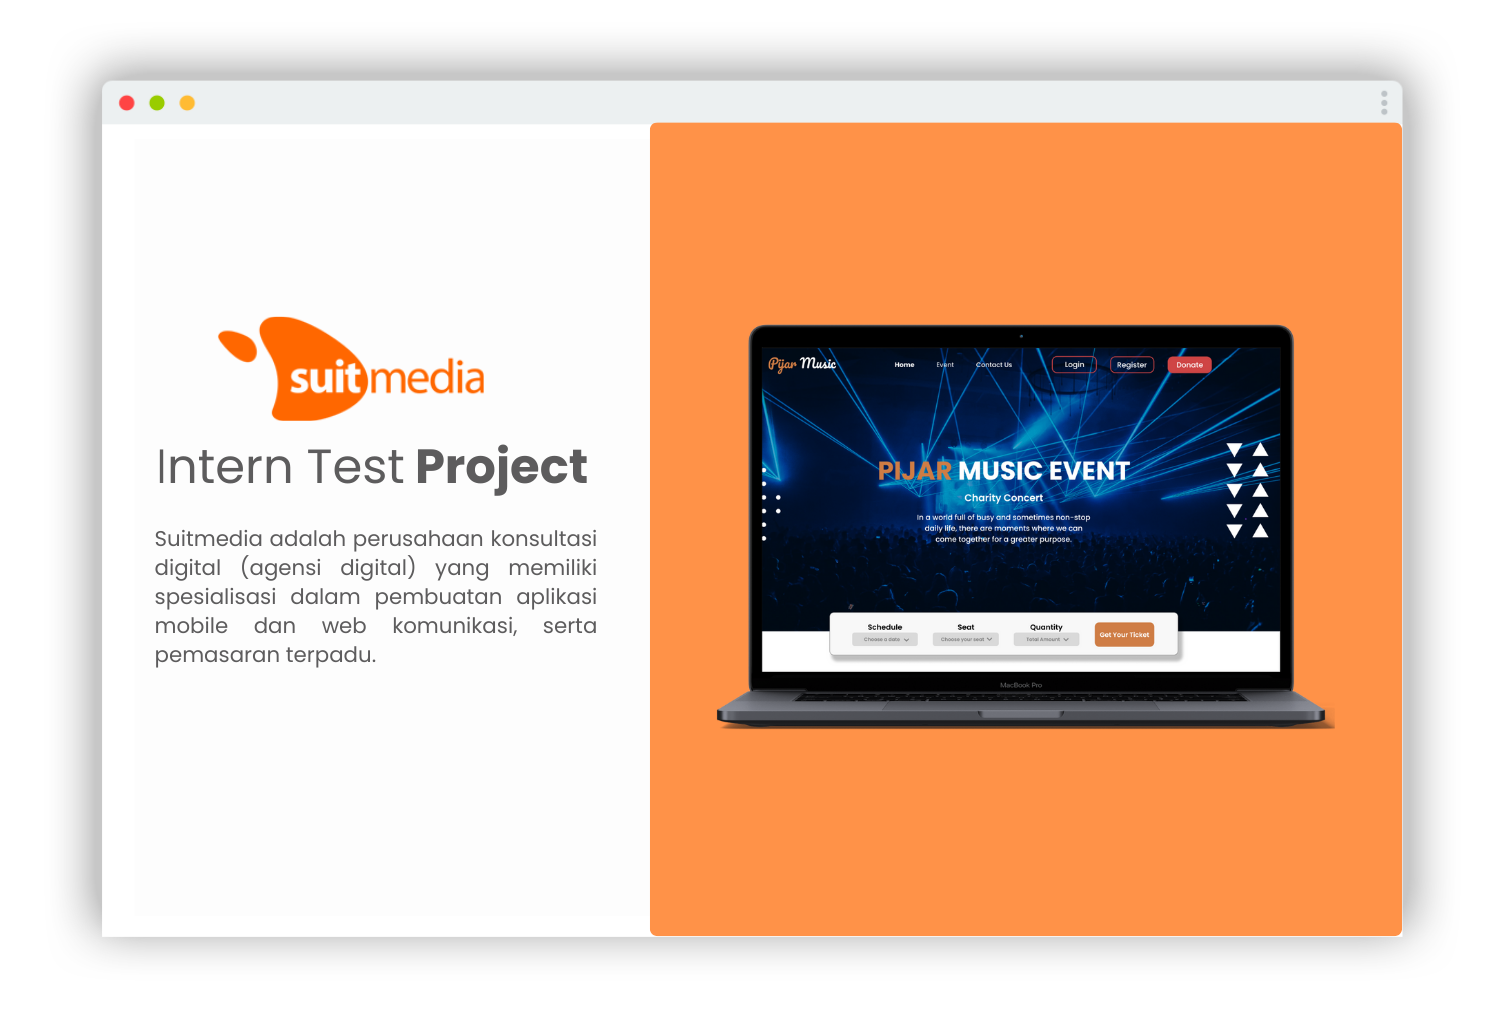 suitmedia
Intern Test Project
Suitmedia adalah perusahaan konsultasi
digital (agensi digital) yang memiliki
spesialisasi dalam pembuatan aplikasi
mobile dan web komunikasi, serta
pemasaran terpadu.
Pijar Music
Home Event Contact Us Login Register Donate
PIJAR MUSIC EVENT
Charity Concert
In a world full of busy and sometimes non-stop
daily life, there are moments where we can
come together for a greater purpose.
Schedule Seat Quantity
Choose a date Choose your seat Total Amount Get Your Ticket
MacBook Pro